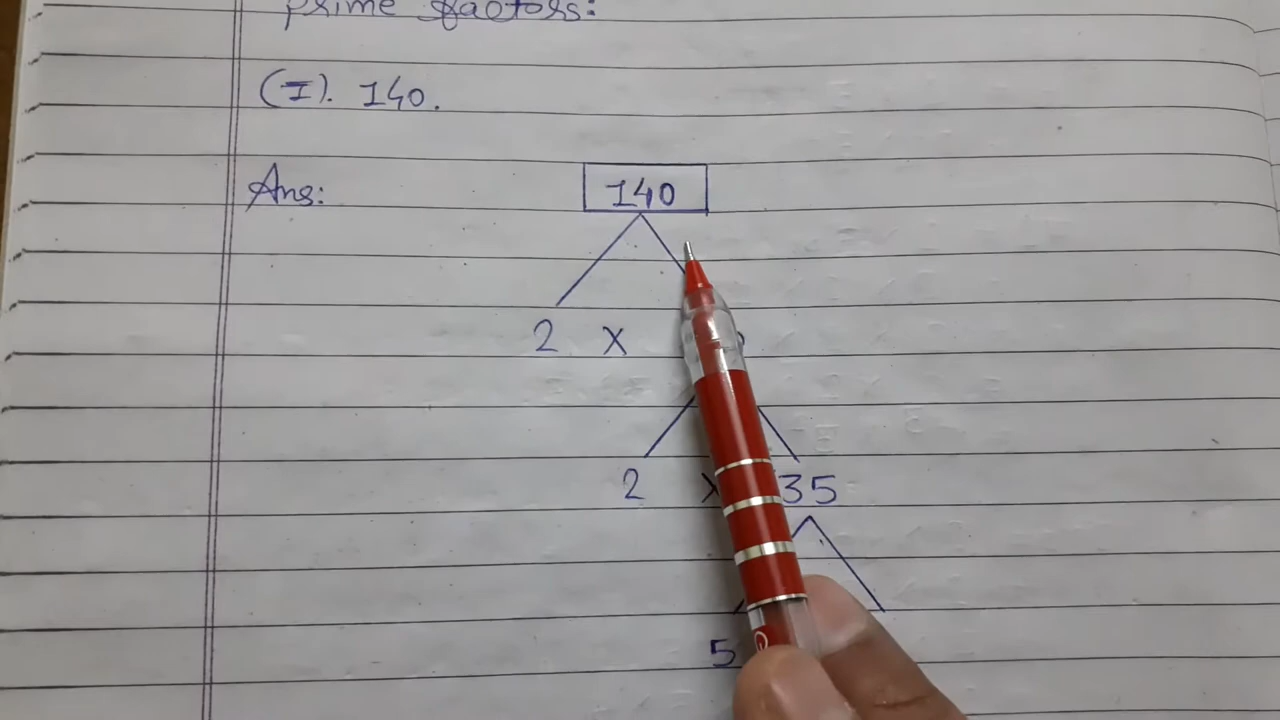 prime factors:
(I). 140.
Ans: 140
2 x
2 x 35
5